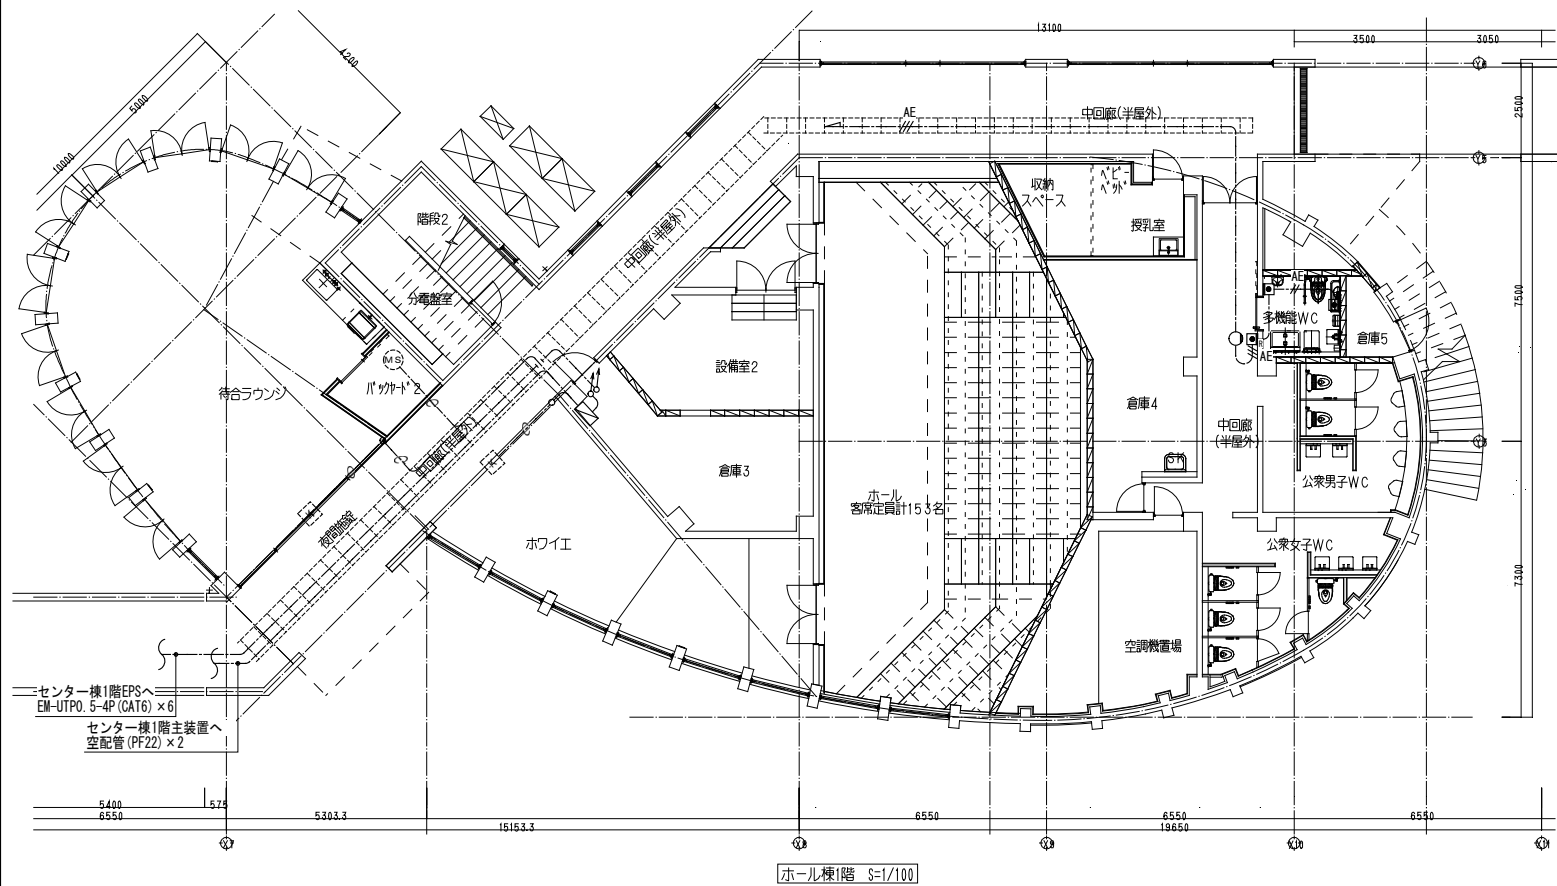 13100
3500
3050
4200
5000
10000
2500
AE
中回廊(半屋外)
収納
スペース
ベビー
ベッド
授乳室
階段2
中回廊(半屋外)
分電盤室
7500
AE
多機能WC
倉庫5
AE
設備室2
MS
バックヤード2
待合ラウンジ
倉庫4
中回廊
(半屋外)
中回廊(半屋外)
倉庫3
SK
公衆男子WC
ホール
客席定員計153名
夜間施錠
ホワイエ
公衆女子WC
7300
空調機置場
センター棟1階EPSへ
EM-UTP0.5-4P(CAT6)×6
センター棟1階主装置へ
空配管(PF22)×2
5400
575
6550
5303.3
6550
6550
6550
15153.3
19650
X7
X8
X9
X10
X11
ホール棟1階 S=1/100